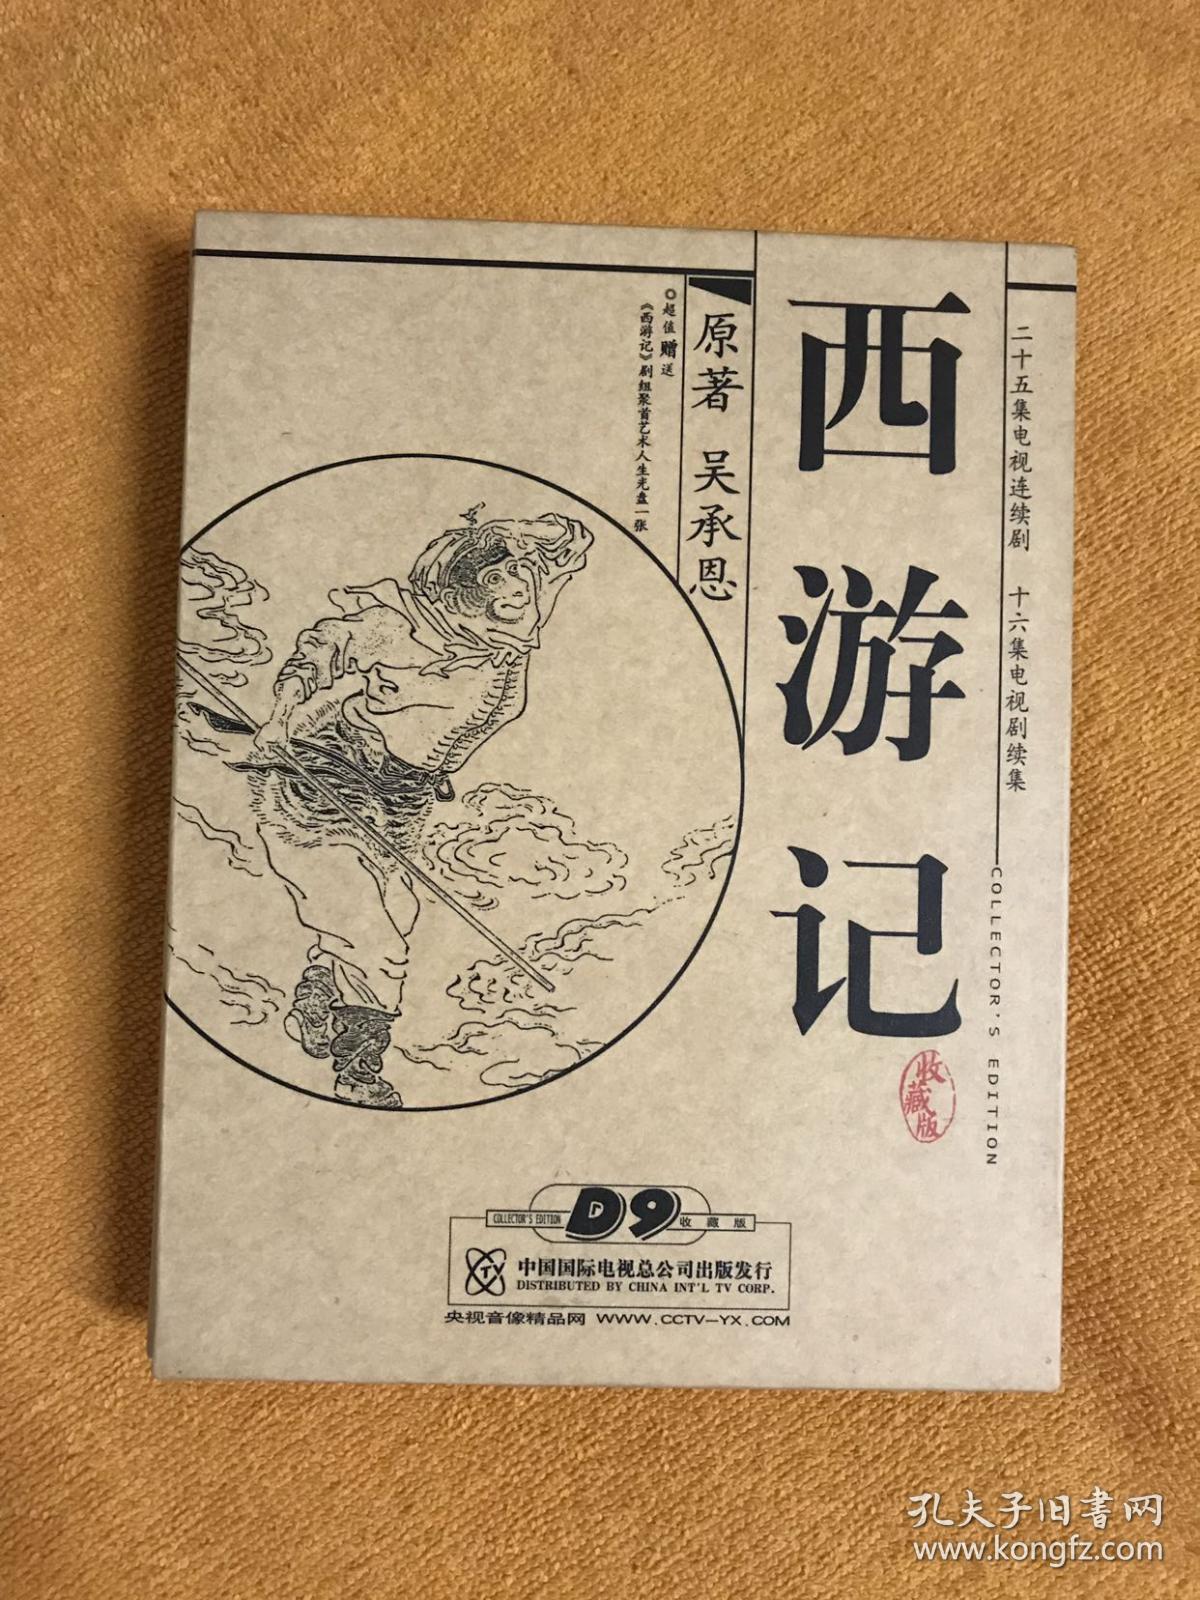 二十五集电视连续剧 十六集电视剧续集
COLLECTOR'S EDITION
西游记
收藏版
原著 吴承恩
超值赠送
《西游记》剧组聚首艺术人生光盘一张
COLLECTOR'S EDITION D9 收藏版
TV
中国国际电视总公司出版发行
DISTRIBUTED BY CHINA INT'L TV CORP.
央视音像精品网 WWW.CCTV-YX.COM
孔夫子旧书网
www.kongfz.com